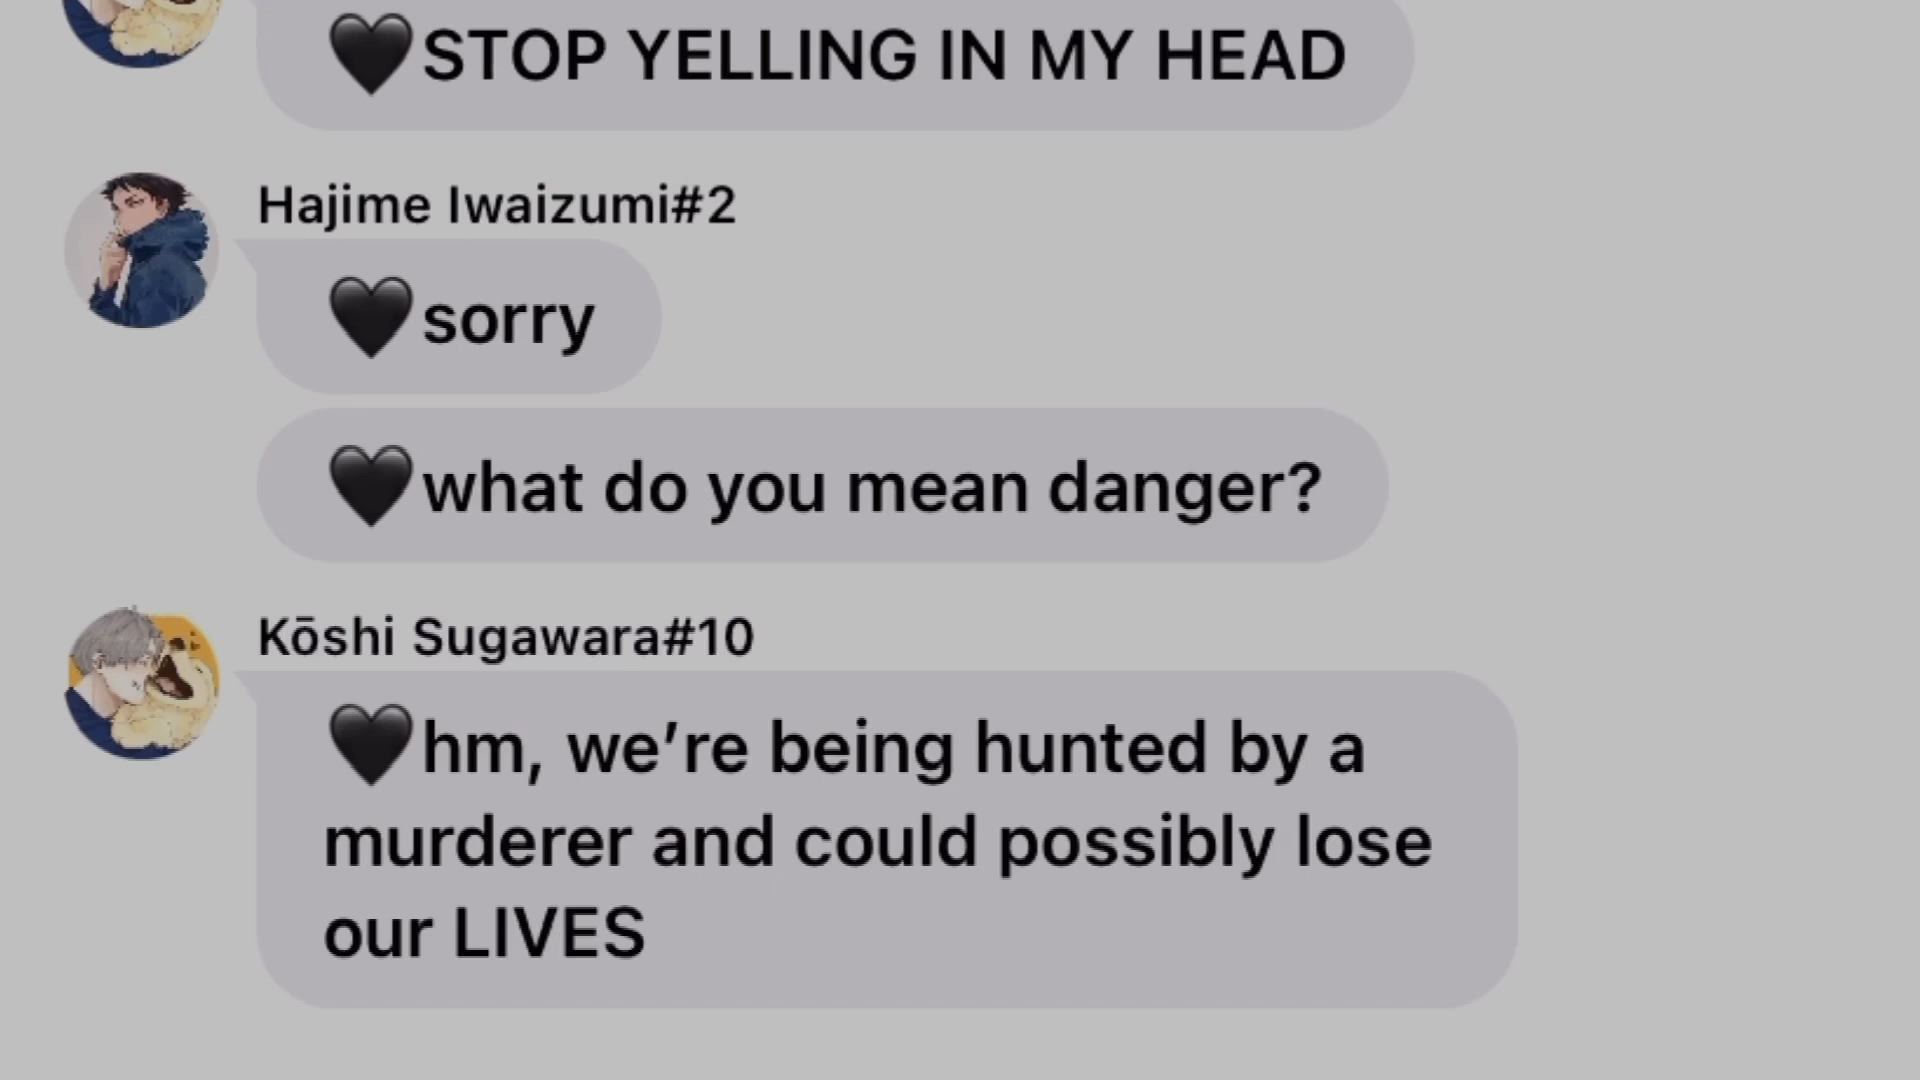 🖤STOP YELLING IN MY HEAD
Hajime Iwaizumi#2
🖤sorry
🖤what do you mean danger?
Kōshi Sugawara#10
🖤hm, we’re being hunted by a
murderer and could possibly lose
our LIVES